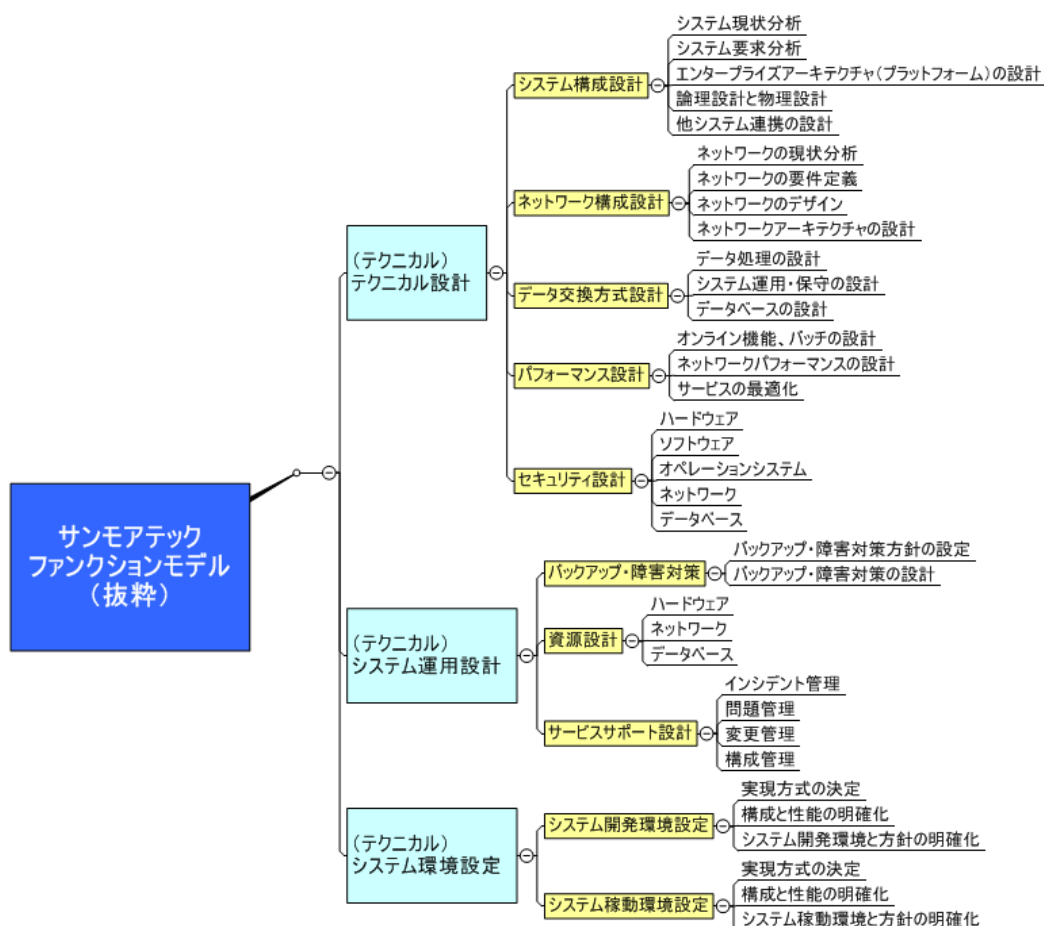 サンモアテック
ファンクションモデル
（抜粋）
（テクニカル）
テクニカル設計
システム構成設計
システム現状分析
システム要求分析
エンタープライズアーキテクチャ（プラットフォーム）の設計
論理設計と物理設計
他システム連携の設計
ネットワーク構成設計
ネットワークの現状分析
ネットワークの要件定義
ネットワークのデザイン
ネットワークアーキテクチャの設計
データ交換方式設計
データ処理の設計
システム運用・保守の設計
データベースの設計
パフォーマンス設計
オンライン機能、バッチの設計
ネットワークパフォーマンスの設計
サービスの最適化
セキュリティ設計
ハードウェア
ソフトウェア
オペレーションシステム
ネットワーク
データベース
（テクニカル）
システム運用設計
バックアップ・障害対策
バックアップ・障害対策方針の設定
バックアップ・障害対策の設計
資源設計
ハードウェア
ネットワーク
データベース
サービスサポート設計
インシデント管理
問題管理
変更管理
構成管理
（テクニカル）
システム環境設定
システム開発環境設定
実現方式の決定
構成と性能の明確化
システム開発環境と方針の明確化
システム稼動環境設定
実現方式の決定
構成と性能の明確化
システム稼動環境と方針の明確化